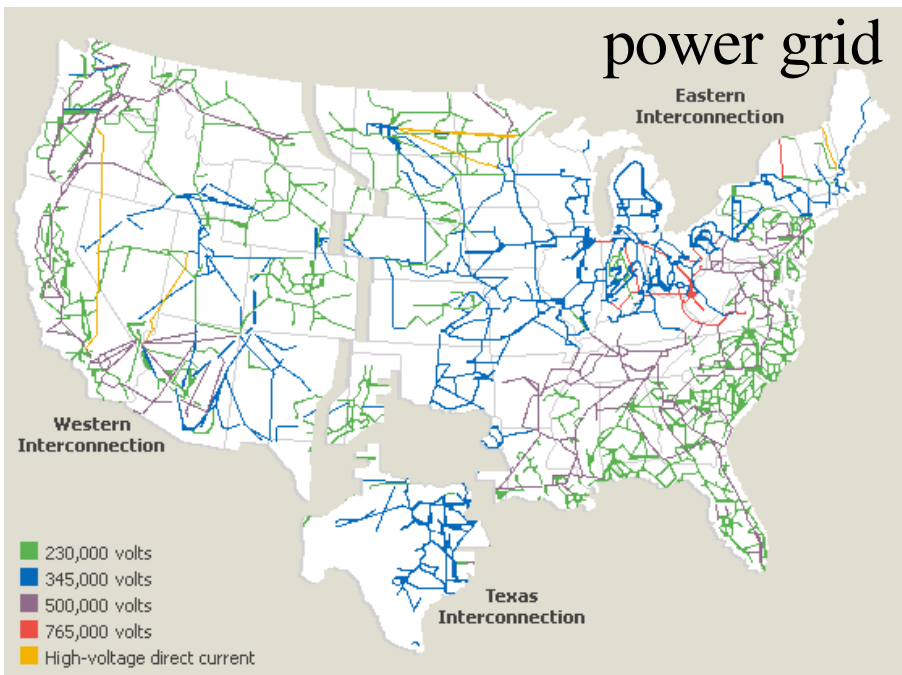 power grid
Eastern
Interconnection
Western
Interconnection
Texas
Interconnection
230,000 volts
345,000 volts
500,000 volts
765,000 volts
High-voltage direct current